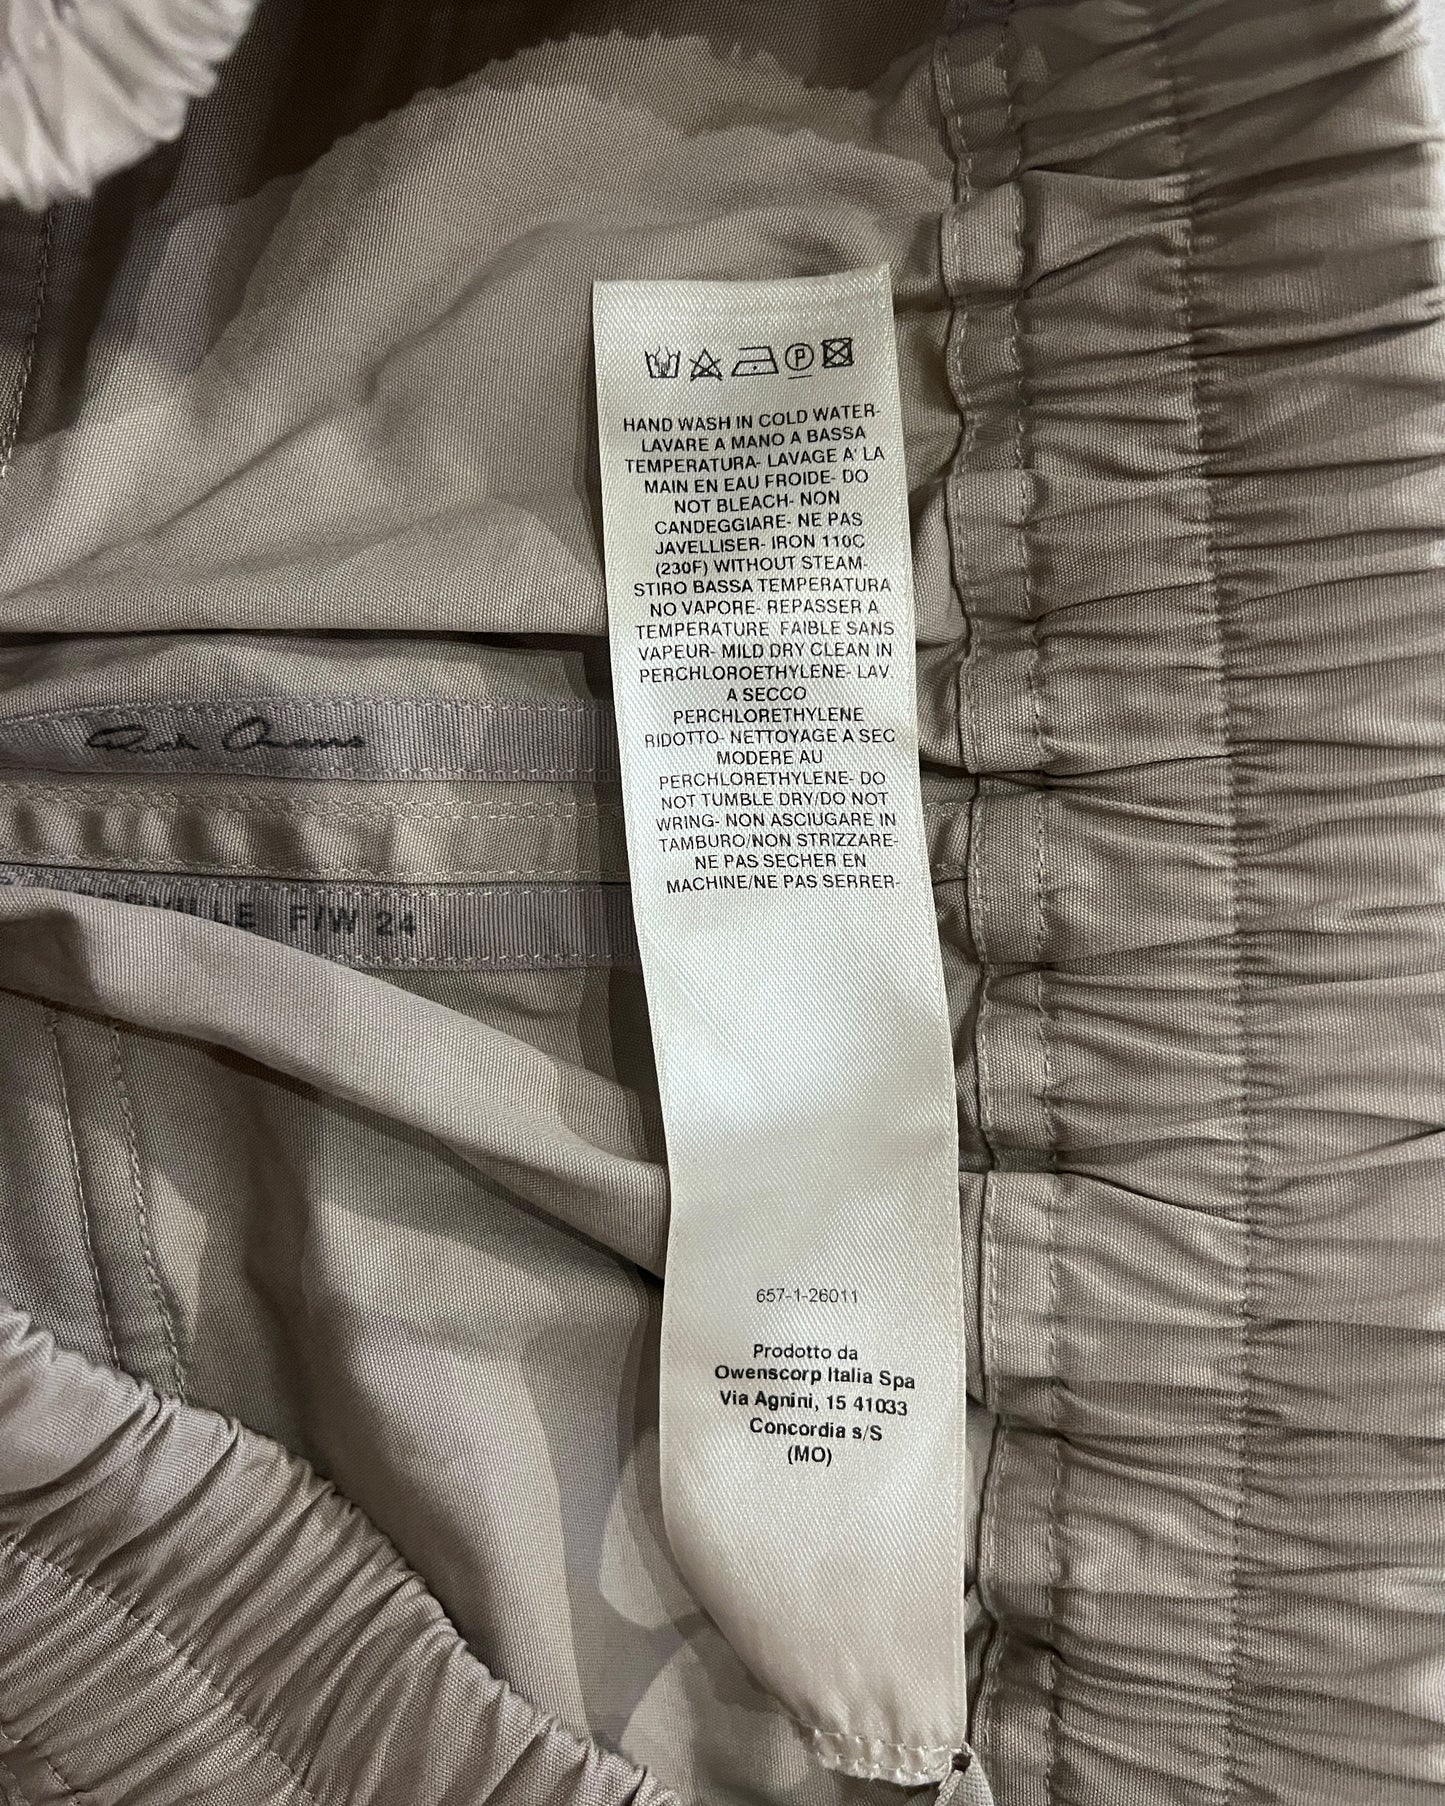 P
HAND WASH IN COLD WATER-
LAVARE A MANO A BASSA
TEMPERATURA- LAVAGE A' LA
MAIN EN EAU FROIDE- DO
NOT BLEACH- NON
CANDEGGIARE- NE PAS
JAVELLISER- IRON 110C
(230F) WITHOUT STEAM-
STIRO BASSA TEMPERATURA
NO VAPORE- REPASSER A
TEMPERATURE FAIBLE SANS
VAPEUR- MILD DRY CLEAN IN
PERCHLOROETHYLENE- LAV.
A SECCO
PERCHLORETHYLENE
RIDOTTO- NETTOYAGE A SEC
MODERE AU
PERCHLORETHYLENE- DO
NOT TUMBLE DRY/DO NOT
WRING- NON ASCIUGARE IN
TAMBURO/NON STRIZZARE-
NE PAS SECHER EN
MACHINE/NE PAS SERRER-
Rick Owens
F/W 24
657-1-26011
Prodotto da
Owenscorp Italia Spa
Via Agnini, 15 41033
Concordia s/S
(MO)